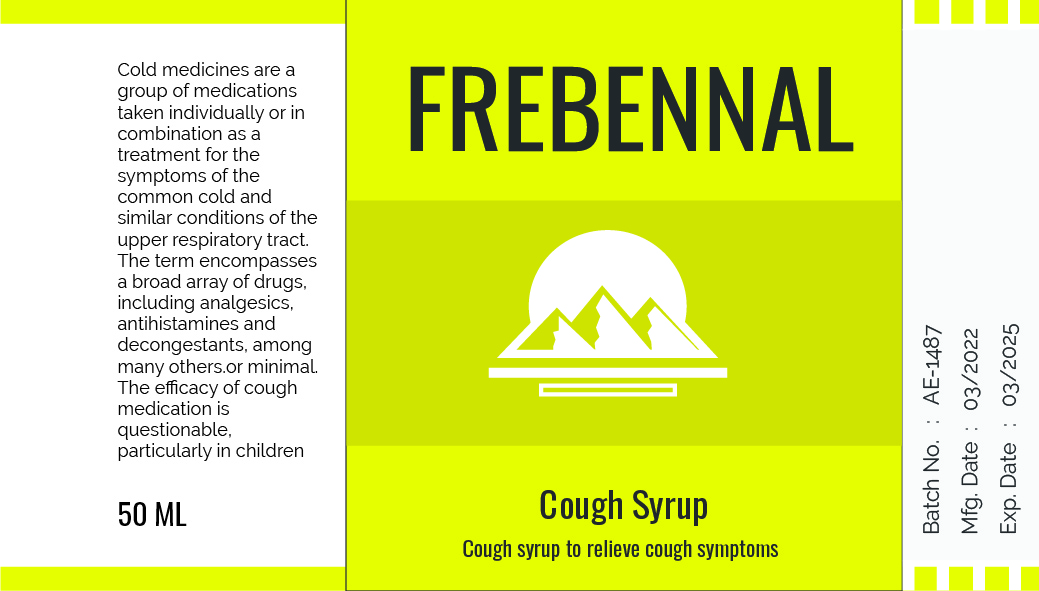 Cold medicines are a
group of medications
taken individually or in
combination as a
treatment for the
symptoms of the
common cold and
similar conditions of the
upper respiratory tract.
The term encompasses
a broad array of drugs,
including analgesics,
antihistamines and
decongestants, among
many others.or minimal.
The efficacy of cough
medication is
questionable,
particularly in children
50 ML
FREBENNAL
Cough Syrup
Cough syrup to relieve cough symptoms
Batch No. : AE-1487
Mfg. Date : 03/2022
Exp. Date : 03/2025